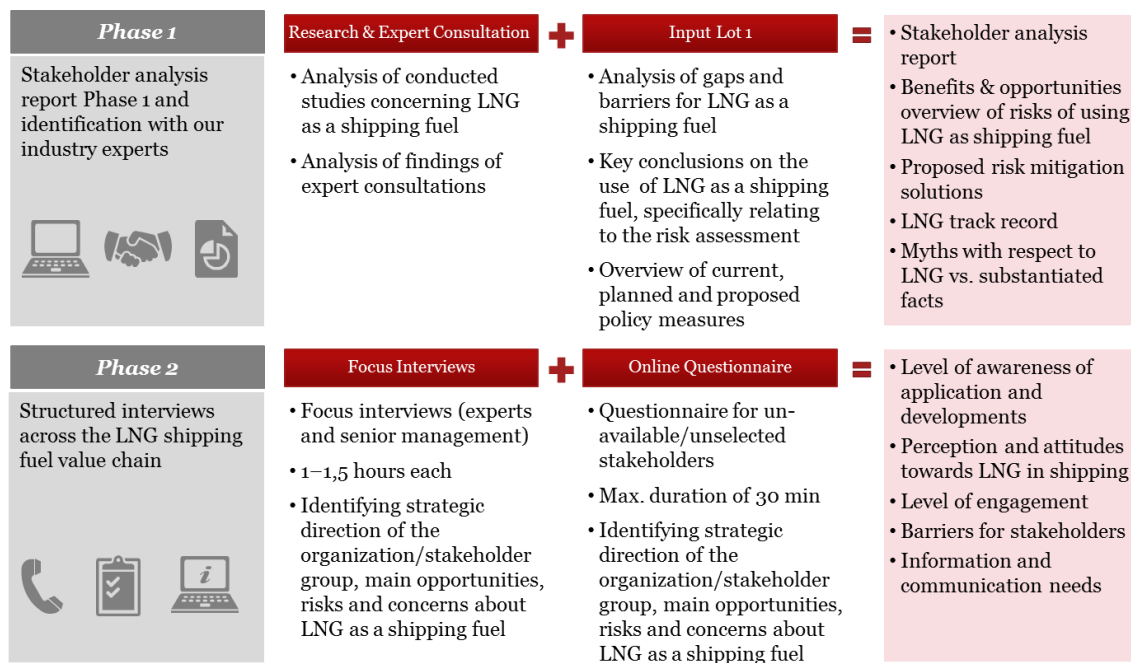 Phase 1
Stakeholder analysis
report Phase 1 and
identification with our
industry experts
Research & Expert Consultation
• Analysis of conducted
studies concerning LNG
as a shipping fuel
• Analysis of findings of
expert consultations
+
Input Lot 1
• Analysis of gaps and
barriers for LNG as a
shipping fuel
• Key conclusions on the
use of LNG as a shipping
fuel, specifically relating
to the risk assessment
• Overview of current,
planned and proposed
policy measures
=
• Stakeholder analysis
report
• Benefits & opportunities
overview of risks of using
LNG as shipping fuel
• Proposed risk mitigation
solutions
• LNG track record
• Myths with respect to
LNG vs. substantiated
facts
Phase 2
Structured interviews
across the LNG shipping
fuel value chain
i
Focus Interviews
• Focus interviews (experts
and senior management)
• 1–1,5 hours each
• Identifying strategic
direction of the
organization/stakeholder
group, main opportunities,
risks and concerns about
LNG as a shipping fuel
+
Online Questionnaire
• Questionnaire for un-
available/unselected
stakeholders
• Max. duration of 30 min
• Identifying strategic
direction of the
organization/stakeholder
group, main opportunities,
risks and concerns about
LNG as a shipping fuel
=
• Level of awareness of
application and
developments
• Perception and attitudes
towards LNG in shipping
• Level of engagement
• Barriers for stakeholders
• Information and
communication needs